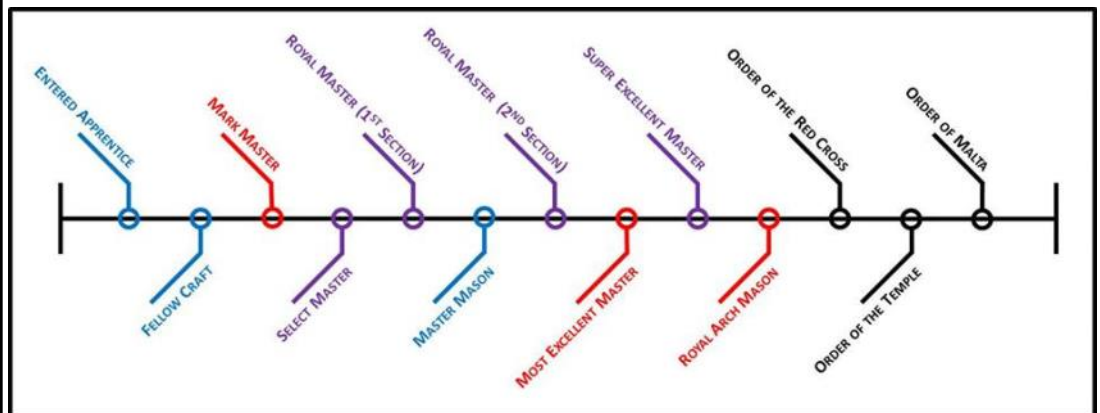 Entered Apprentice
Fellow Craft
Mark Master
Select Master
Royal Master (1st Section)
Master Mason
Royal Master (2nd Section)
Most Excellent Master
Super Excellent Master
Royal Arch Mason
Order of the Red Cross
Order of the Temple
Order of Malta